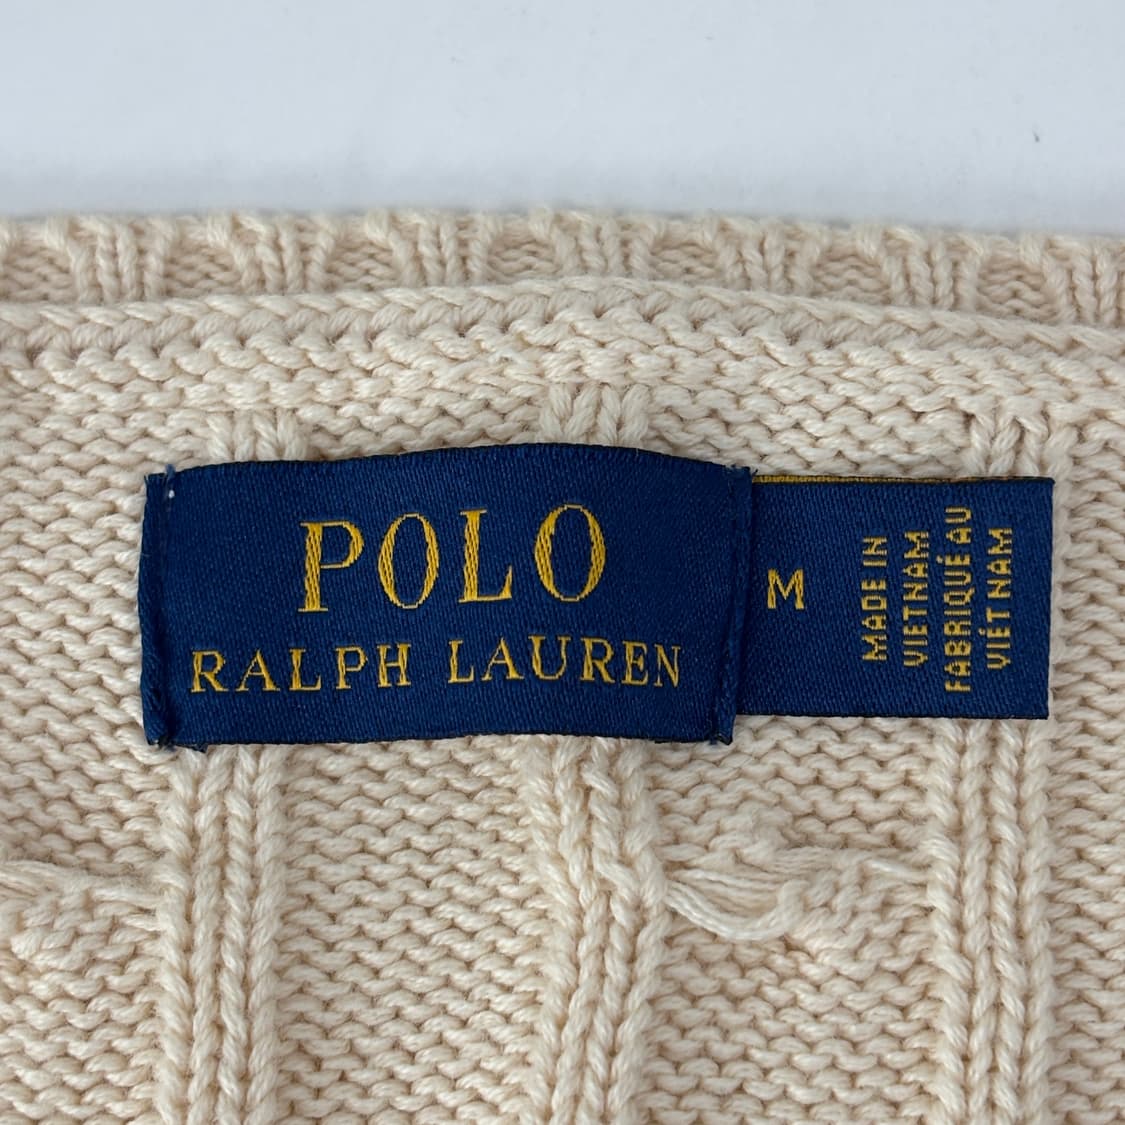 POLO
RALPH LAUREN
M
MADE IN
VIETNAM
FABRIQUÉ AU
VIÊT NAM